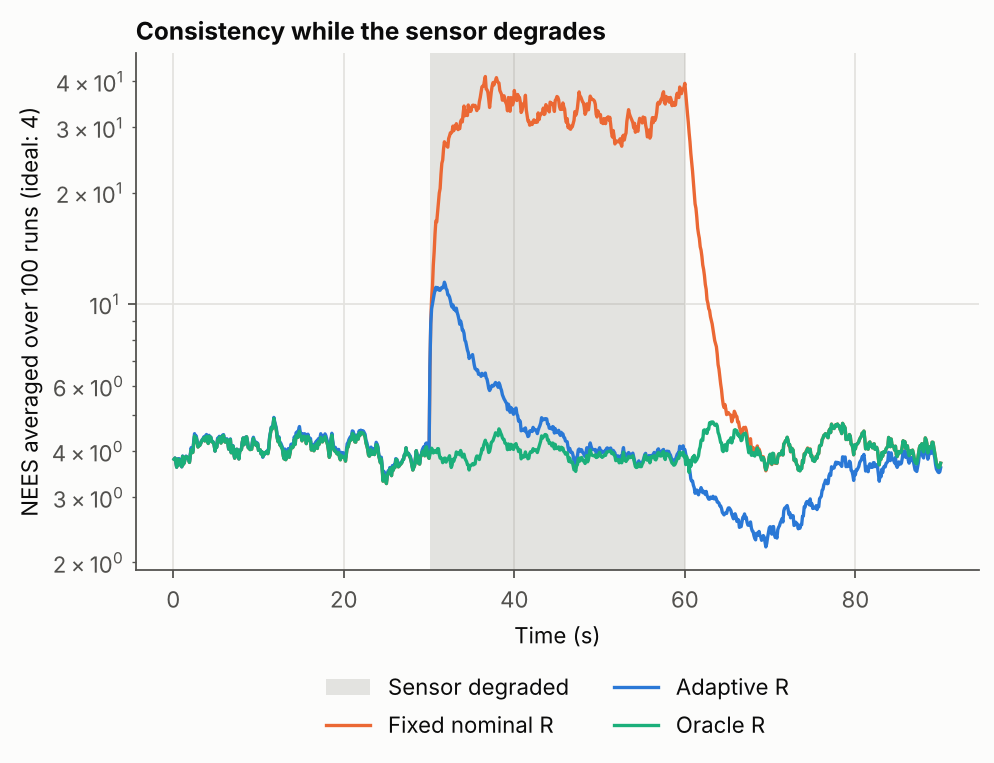 Consistency while the sensor degrades
NEES averaged over 100 runs (ideal: 4)
4 × 10¹
3 × 10¹
2 × 10¹
10¹
6 × 10⁰
4 × 10⁰
3 × 10⁰
2 × 10⁰
0 20 40 60 80
Time (s)
Sensor degraded Adaptive R
Fixed nominal R Oracle R